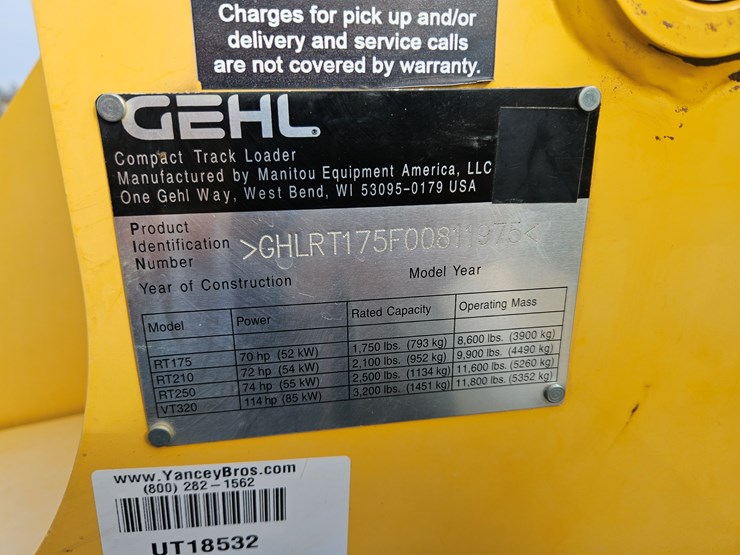 Charges for pick up and/or
delivery and service calls
are not covered by warranty.
GEHL®
Compact Track Loader
Manufactured by Manitou Equipment America, LLC
One Gehl Way, West Bend, WI 53095-0179 USA
Product
Identification >GHLRT175F00811975<
Number
Year of Construction Model Year
Model Power Rated Capacity Operating Mass
RT175 70 hp (52 kW) 1,750 lbs. (793 kg) 8,600 lbs. (3900 kg)
RT210 72 hp (54 kW) 2,100 lbs. (952 kg) 9,900 lbs. (4490 kg)
RT250 74 hp (55 kW) 2,500 lbs. (1134 kg) 11,600 lbs. (5260 kg)
VT320 114 hp (85 kW) 3,200 lbs. (1451 kg) 11,800 lbs. (5352 kg)
www.YanceyBros.com
(800) 282-1562
UT18532